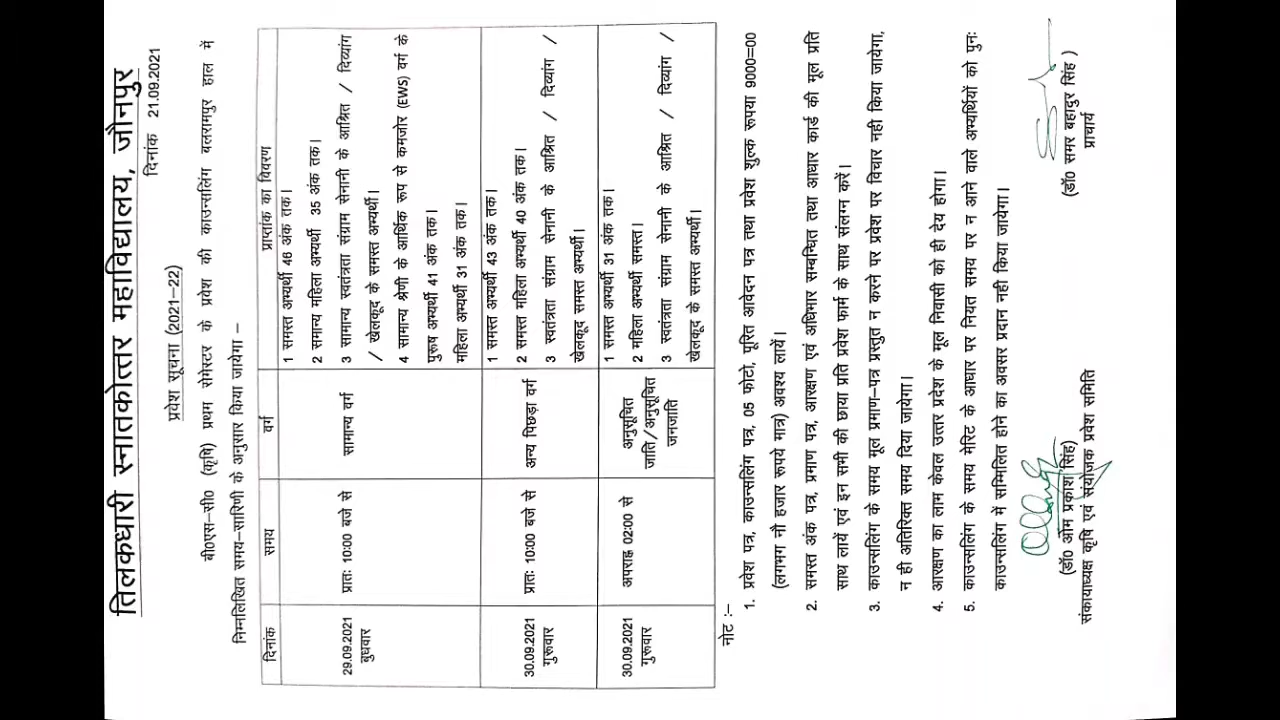 तिलकधारी स्नातकोत्तर महाविद्यालय, जौनपुर
दिनांक 21.09.2021
प्रवेश सूचना (2021–22)
बी०एस–सी० (कृषि) प्रथम सेमेस्टर के प्रवेश की काउन्सलिंग बलरामपुर हाल में
निम्नलिखित समय–सारिणी के अनुसार किया जायेगा –
दिनांक समय वर्ग प्राप्तांक का विवरण
29.09.2021 बुधवार प्रातः 10:00 बजे से सामान्य वर्ग
1 समस्त अभ्यर्थी 46 अंक तक।
2 सामान्य महिला अभ्यर्थी 35 अंक तक।
3 सामान्य स्वतंत्रता संग्राम सेनानी के आश्रित / दिव्यांग
/ खेलकूद के समस्त अभ्यर्थी।
4 सामान्य श्रेणी के आर्थिक रूप से कमजोर (EWS) वर्ग के
पुरूष अभ्यर्थी 41 अंक तक।
महिला अभ्यर्थी 31 अंक तक।
30.09.2021 गुरूवार प्रातः 10:00 बजे से अन्य पिछड़ा वर्ग
1 समस्त अभ्यर्थी 43 अंक तक।
2 समस्त महिला अभ्यर्थी 40 अंक तक।
3 स्वतंत्रता संग्राम सेनानी के आश्रित / दिव्यांग /
खेलकूद समस्त अभ्यर्थी।
30.09.2021 गुरूवार अपराह्न 02:00 से अनुसूचित जाति/अनुसूचित जनजाति
1 समस्त अभ्यर्थी 31 अंक तक।
2 महिला अभ्यर्थी समस्त।
3 स्वतंत्रता संग्राम सेनानी के आश्रित / दिव्यांग /
खेलकूद के समस्त अभ्यर्थी।
नोट :–
1. प्रवेश पत्र, काउन्सलिंग पत्र, 05 फोटो, पूरित आवेदन पत्र तथा प्रवेश शुल्क रूपया 9000=00
(लगभग नौ हजार रूपये मात्र) अवश्य लायें।
2. समस्त अंक पत्र, प्रमाण पत्र, आरक्षण एवं अधिभार सम्बन्धित तथा आधार कार्ड की मूल प्रति
साथ लायें एवं इन सभी की छाया प्रति प्रवेश फार्म के साथ संलग्न करें।
3. काउन्सलिंग के समय मूल प्रमाण–पत्र प्रस्तुत न करने पर प्रवेश पर विचार नही किया जायेगा,
न ही अतिरिक्त समय दिया जायेगा।
4. आरक्षण का लाभ केवल उत्तर प्रदेश के मूल निवासी को ही देय होगा।
5. काउन्सलिंग के समय मेरिट के आधार पर नियत समय पर न आने वाले अभ्यर्थियों को पुनः
काउन्सलिंग में सम्मिलित होने का अवसर प्रदान नही किया जायेगा।
(डॉ० ओम प्रकाश सिंह)
संकायाध्यक्ष कृषि एवं संयोजक प्रवेश समिति
(डॉ० समर बहादुर सिंह )
प्राचार्य